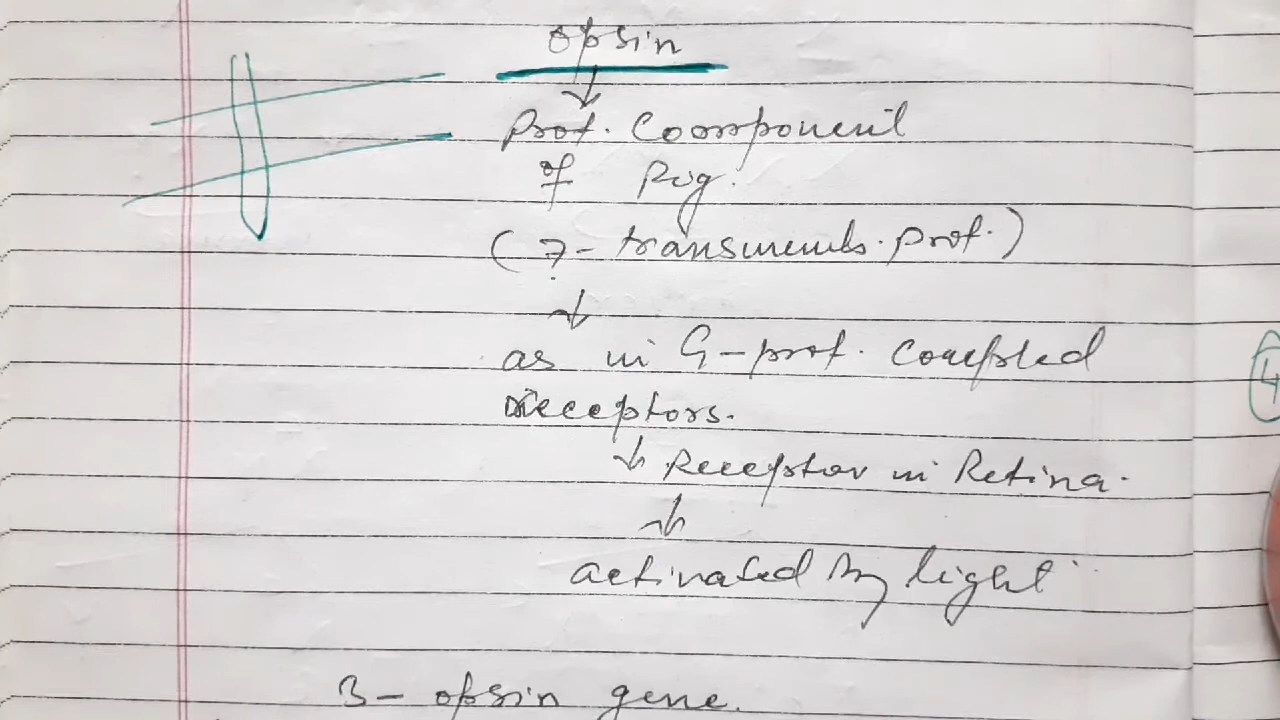 opsin
Prot. Component
of Pig.
(7-transmemb. prot.)
as in G-prot. coupled
receptors.
Receptor in Retina.
activated by light
3- opsin gene.
4